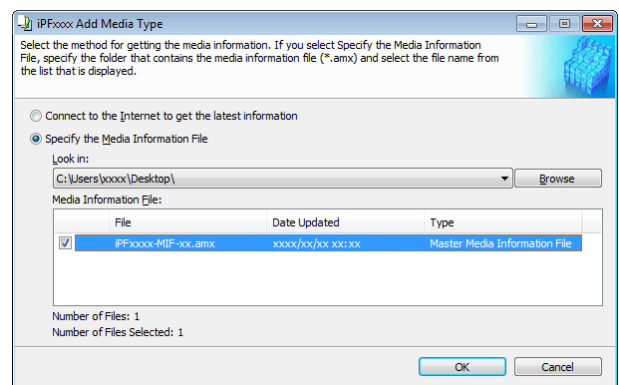 iPFxxxx Add Media Type
Select the method for getting the media information. If you select Specify the Media Information
File, specify the folder that contains the media information file (*.amx) and select the file name from
the list that is displayed.
Connect to the Internet to get the latest information
Specify the Media Information File
Look in:
C:\Users\xxxx\Desktop\ Browse
Media Information File:
File Date Updated Type
iPFxxxx-MIF-xx.amx xxxx/xx/xx xx:xx Master Media Information File
Number of Files: 1
Number of Files Selected: 1
OK Cancel